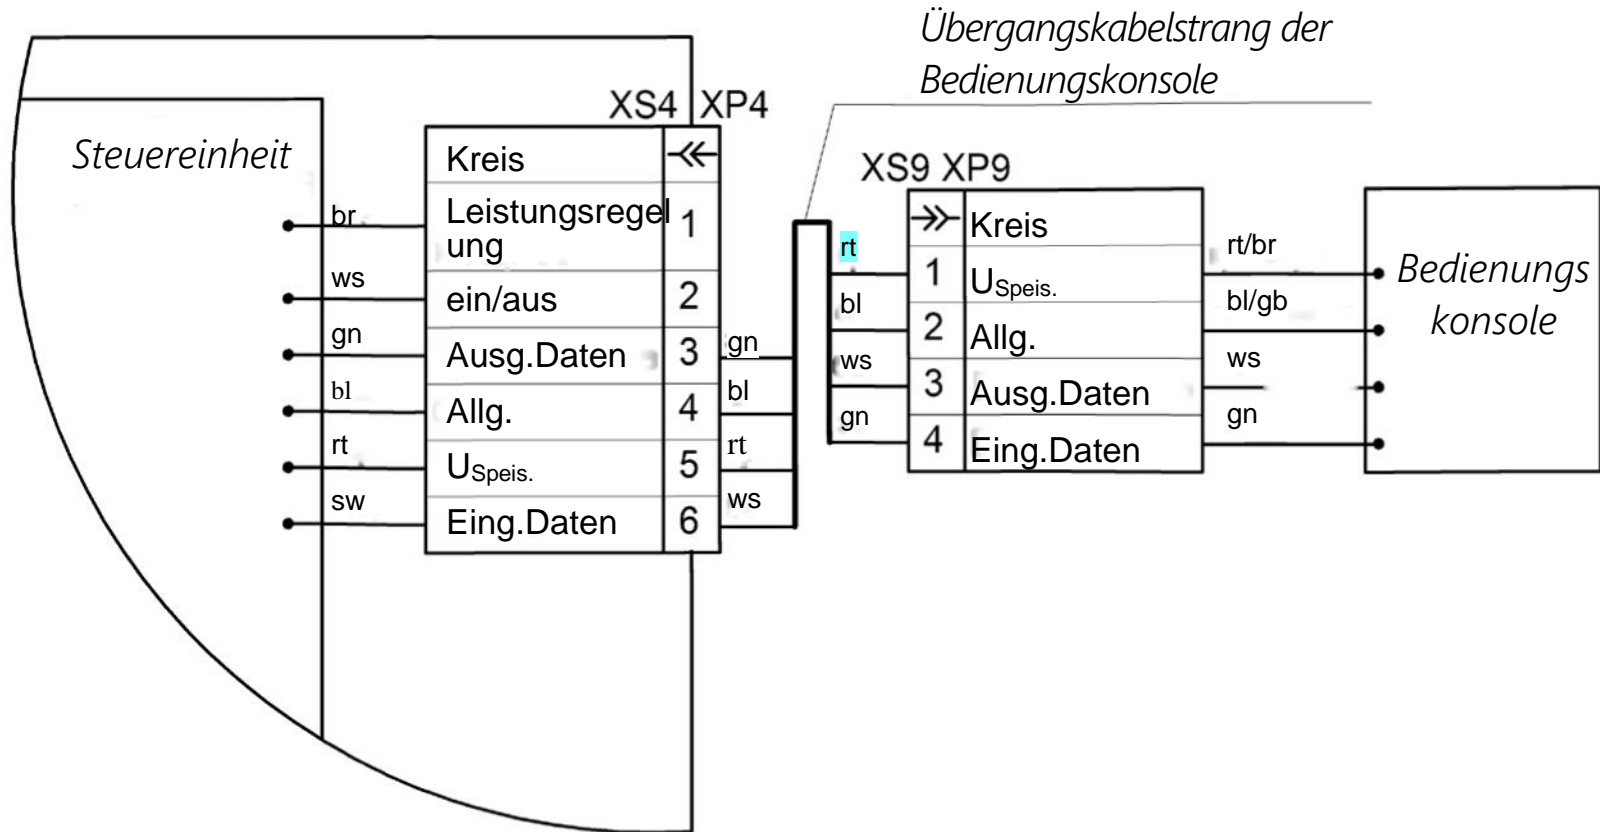 Übergangskabelstrang der
Bedienungskonsole
XS4 XP4
Steuereinheit
Kreis
br
Leistungsregel
ung
1
ws
ein/aus
2
gn
Ausg.Daten
3
gn
bl
Allg.
4
bl
rt
USpeis.
5
rt
sw
Eing.Daten
6
ws
XS9 XP9
Kreis
rt
1
USpeis.
rt/br
bl
2
Allg.
bl/gb
ws
3
Ausg.Daten
ws
gn
4
Eing.Daten
gn
Bedienungs
konsole